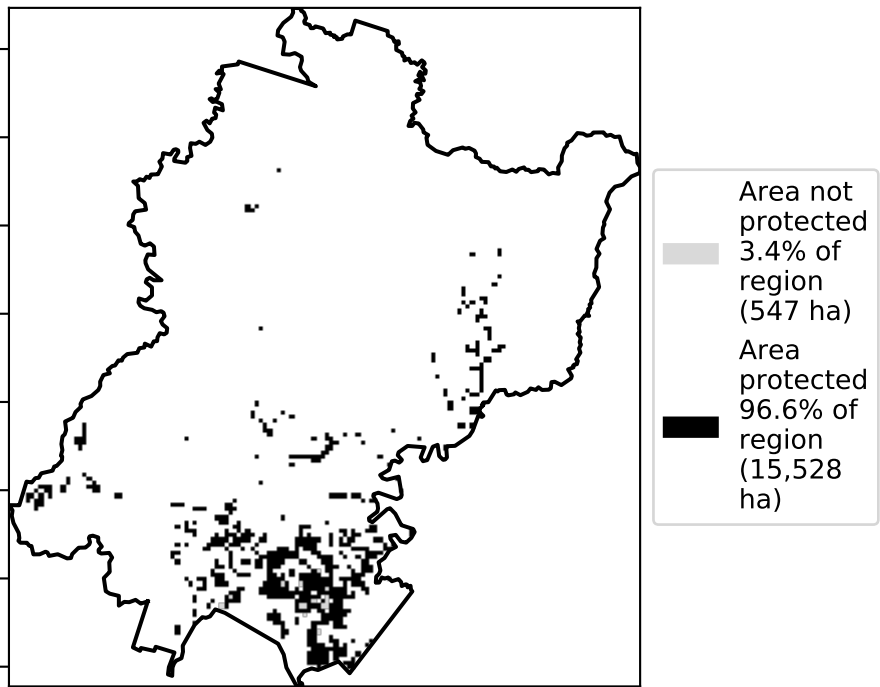 Area not
protected
3.4% of
region
(547 ha)
Area
protected
96.6% of
region
(15,528
ha)